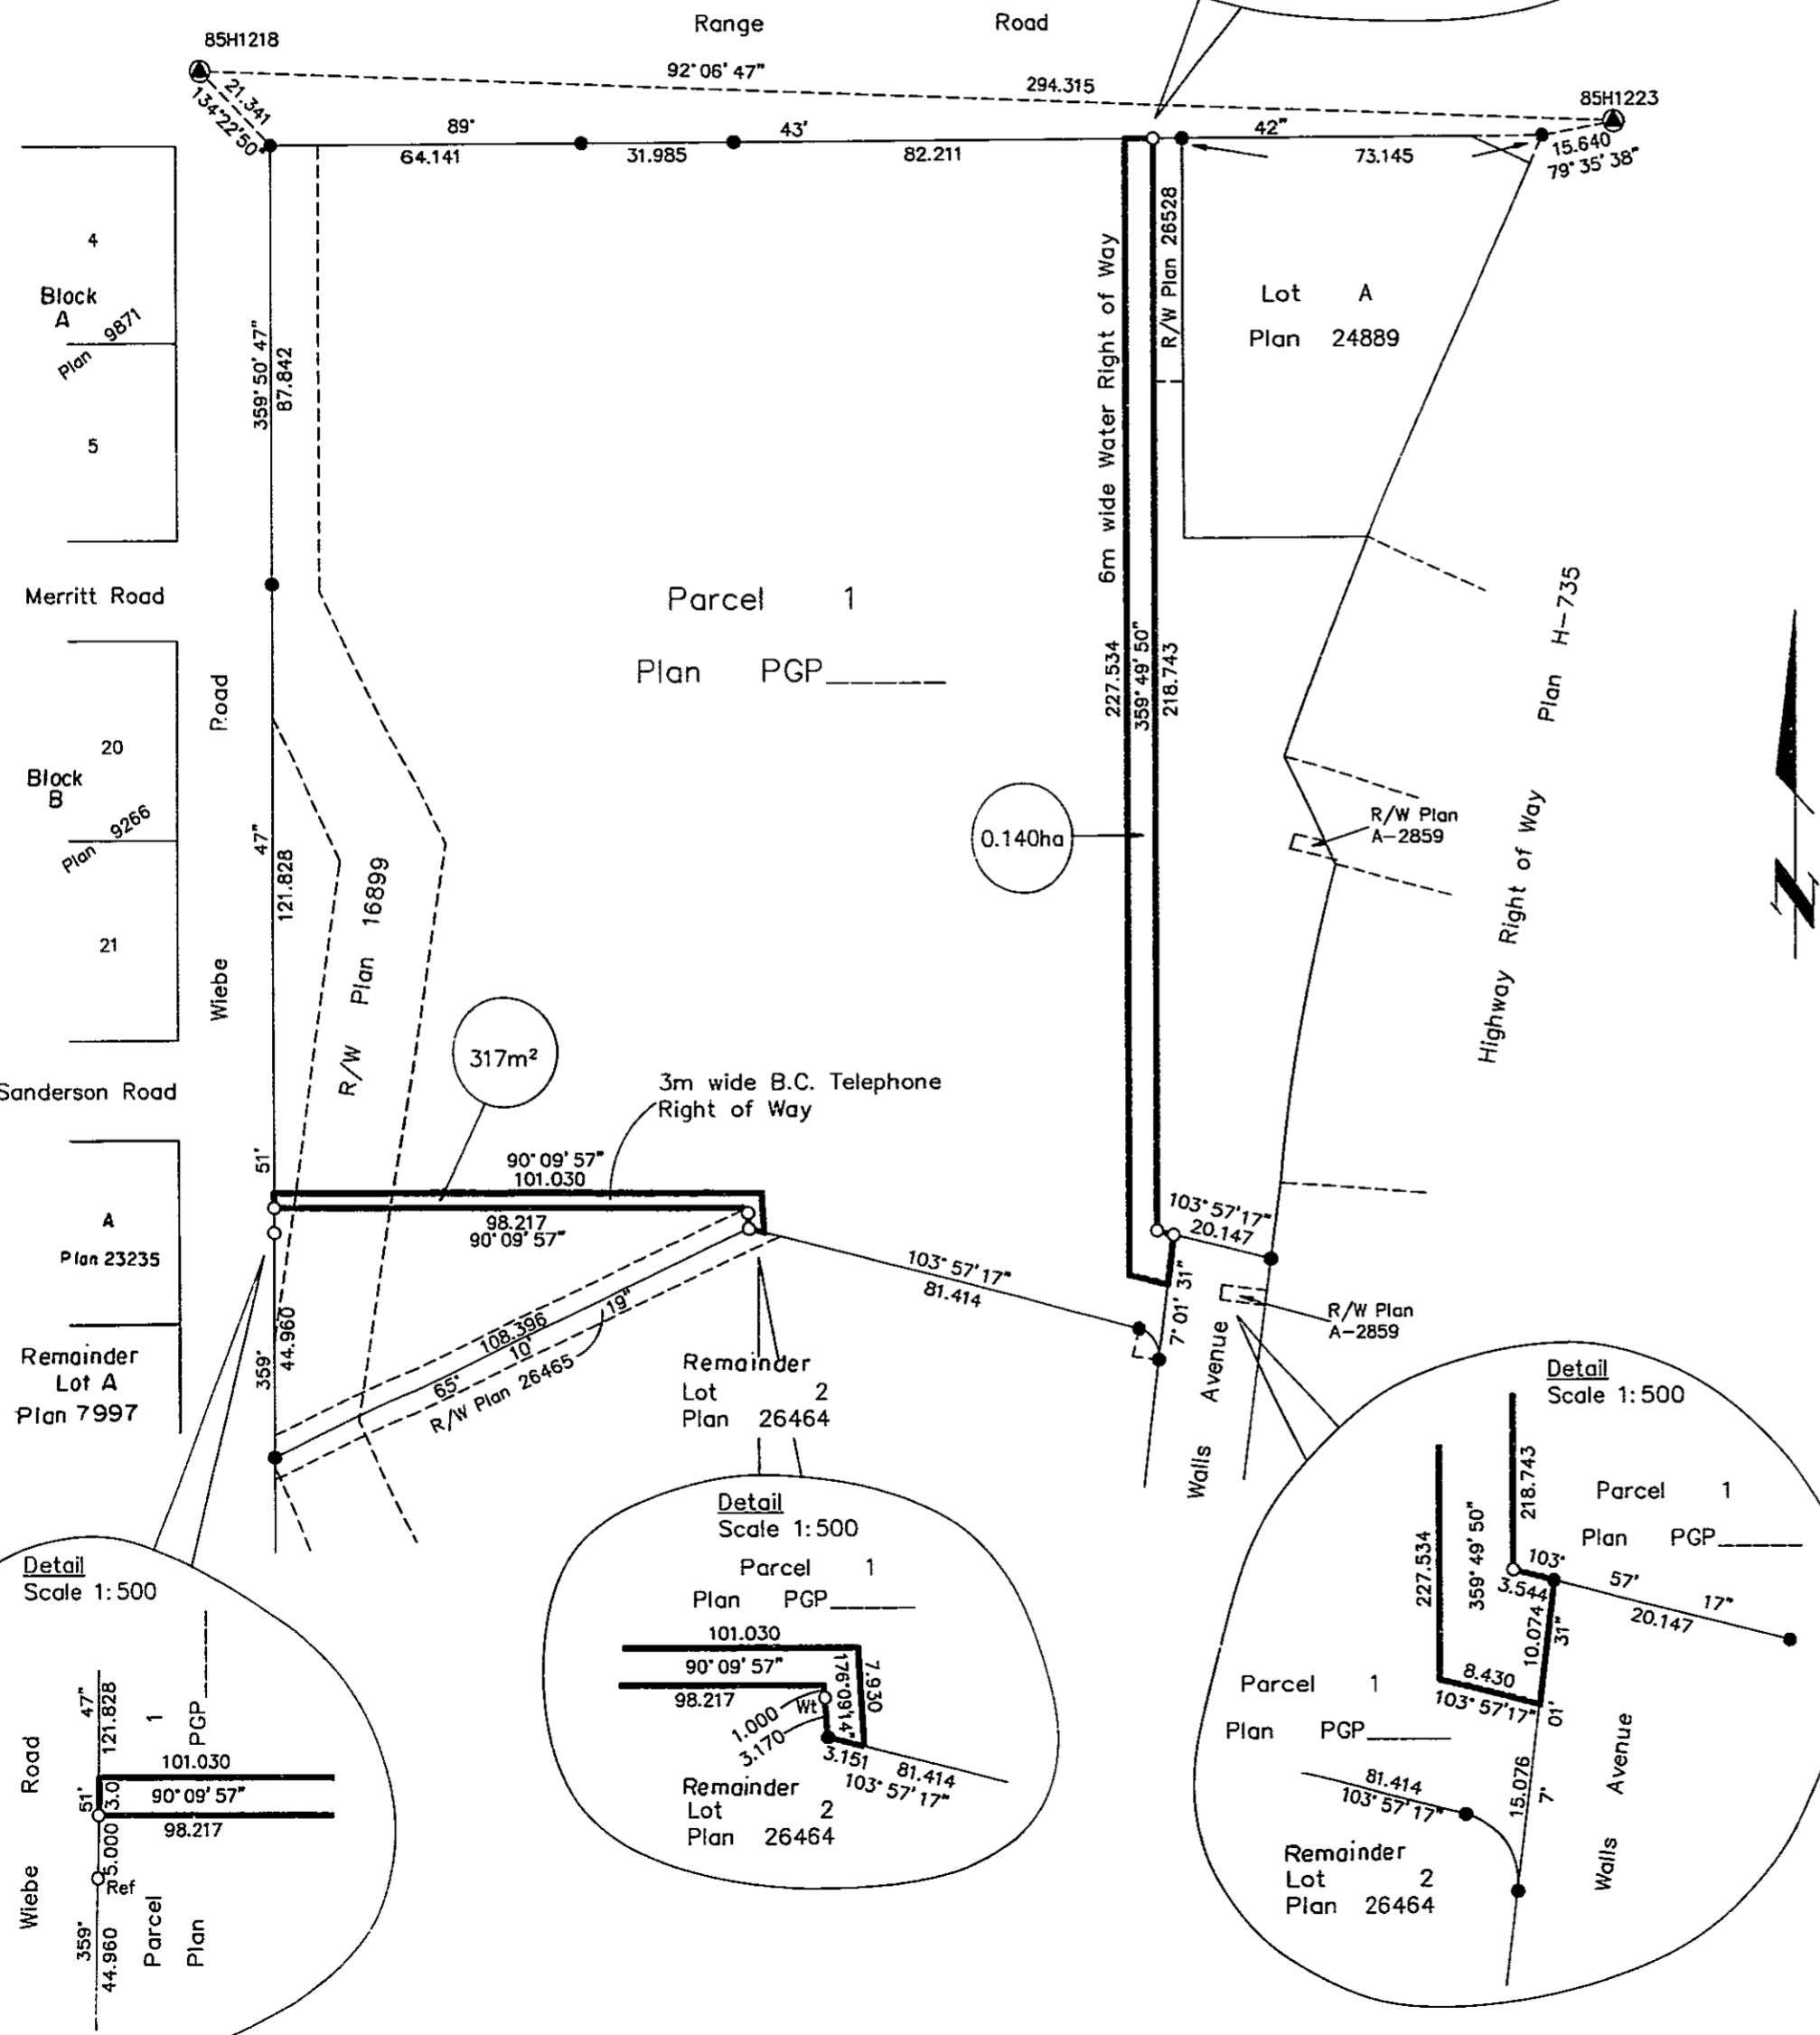 Range Road
85H1218
92° 06' 47"
294.315
85H1223
21.341
134°22'50"
89°
64.141
31.985
43'
82.211
42"
73.145
15.640
79° 35' 38"
4
Block
A
Plan 9871
5
359° 50' 47"
87.842
6m wide Water Right of Way
R/W Plan 26528
Lot A
Plan 24889
Merritt Road
Parcel 1
Plan PGP______
227.534
359° 49' 50"
218.743
Highway Right of Way Plan H-735
20
Block
B
Plan 9266
21
Wiebe Road
47"
121.828
R/W Plan 16899
0.140ha
R/W Plan
A-2859
N
317m²
3m wide B.C. Telephone
Right of Way
Sanderson Road
51'
90° 09' 57"
101.030
98.217
90° 09' 57"
A
Plan 23235
103° 57' 17"
20.147
103° 57' 17"
81.414
7° 01' 31"
R/W Plan
A-2859
359°
44.960
108.396
65° 10' 19"
R/W Plan 26465
Remainder
Lot A
Plan 7997
Remainder
Lot 2
Plan 26464
Walls Avenue
Detail
Scale 1:500
47"
121.828
1
PGP______
101.030
51'
3.0
90° 09' 57"
98.217
5.000
Ref
359°
44.960
Parcel
Plan
Wiebe Road
Detail
Scale 1:500
Parcel 1
Plan PGP______
101.030
90° 09' 57"
98.217
176°09'14"
7.930
Wt
1.000
3.170
3.151
81.414
103° 57' 17"
Remainder
Lot 2
Plan 26464
Detail
Scale 1:500
218.743
227.534
359° 49' 50"
Parcel 1
Plan PGP______
103° 57' 17"
3.544
20.147
10.074
31"
8.430
103° 57' 17"
01'
Parcel 1
Plan PGP______
15.076
7°
81.414
103° 57' 17"
Walls Avenue
Remainder
Lot 2
Plan 26464